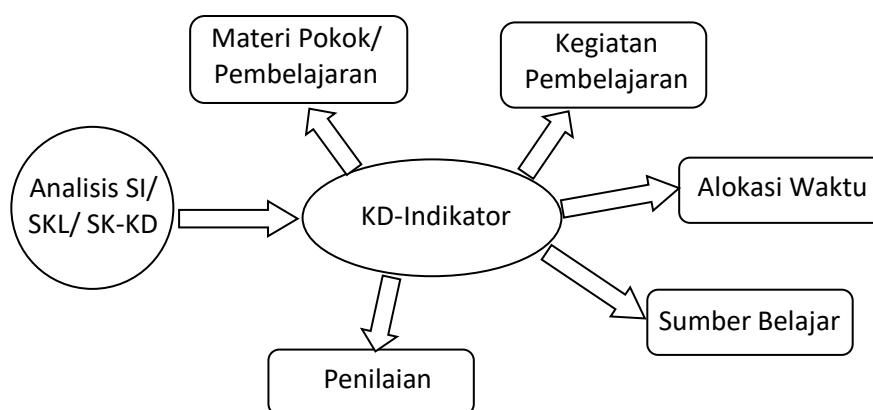 Materi Pokok/
Pembelajaran
Kegiatan
Pembelajaran
Analisis SI/
SKL/ SK-KD
KD-Indikator
Alokasi Waktu
Sumber Belajar
Penilaian